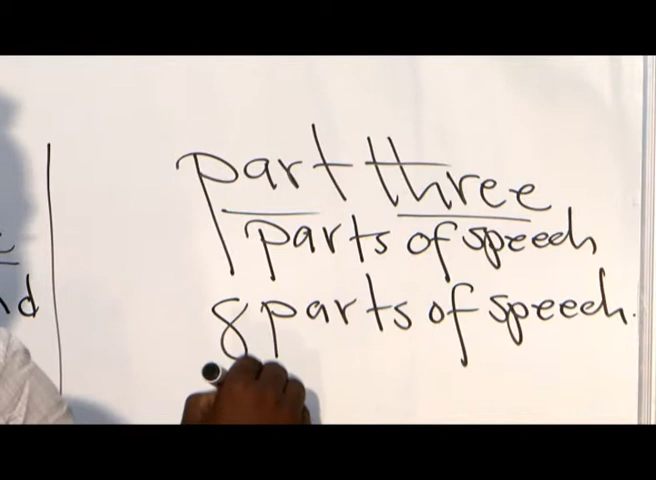 part three
parts of speech
8 parts of speech.